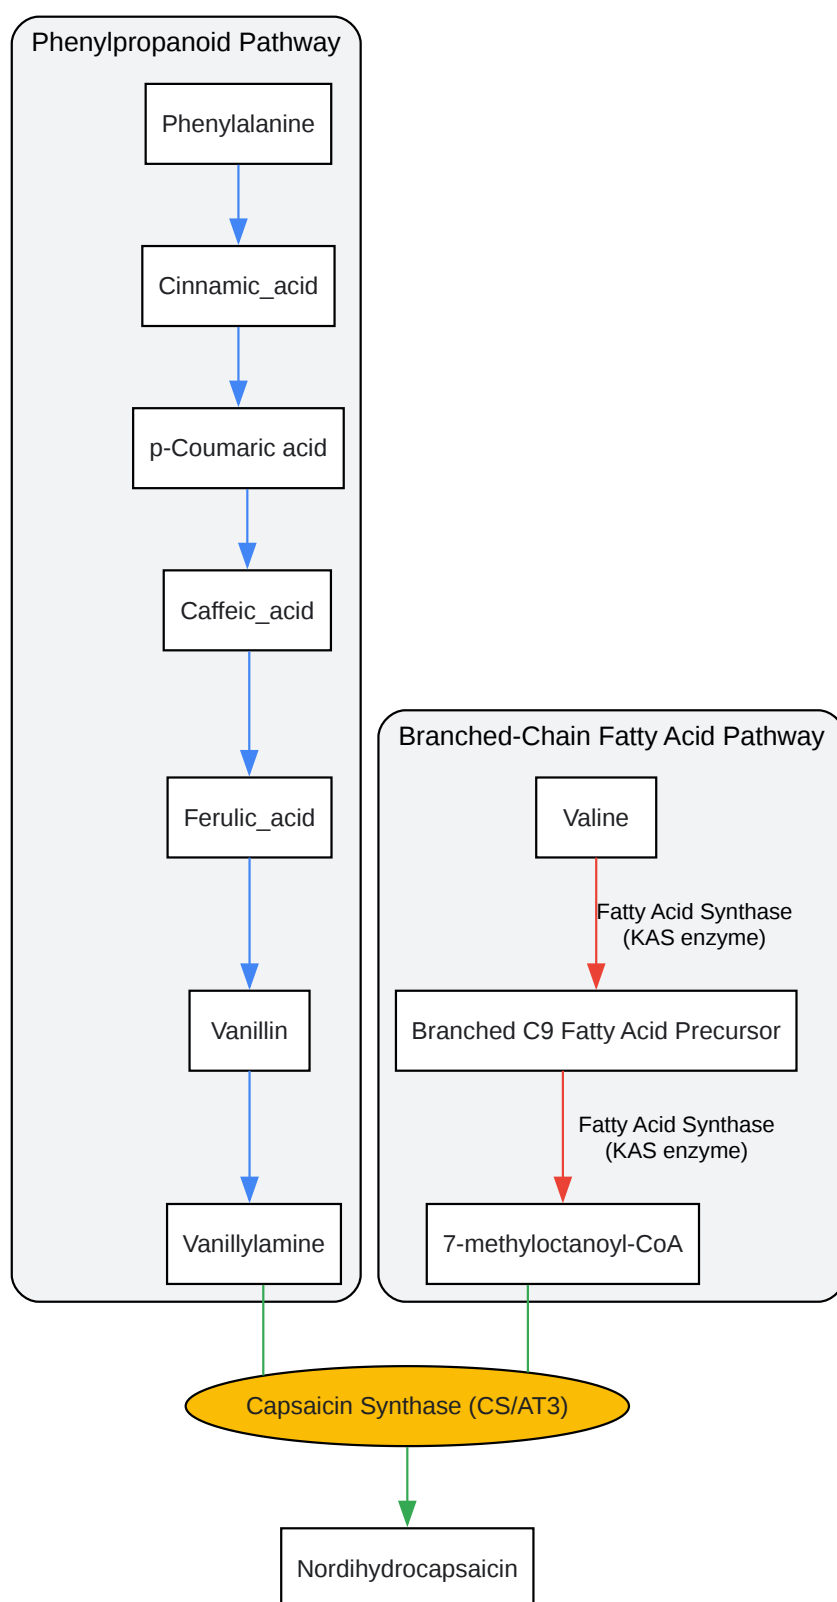 Phenylpropanoid Pathway
Phenylalanine
Cinnamic_acid
p-Coumaric acid
Caffeic_acid
Ferulic_acid
Vanillin
Vanillylamine
Branched-Chain Fatty Acid Pathway
Valine
Fatty Acid Synthase
(KAS enzyme)
Branched C9 Fatty Acid Precursor
Fatty Acid Synthase
(KAS enzyme)
7-methyloctanoyl-CoA
Capsaicin Synthase (CS/AT3)
Nordihydrocapsaicin